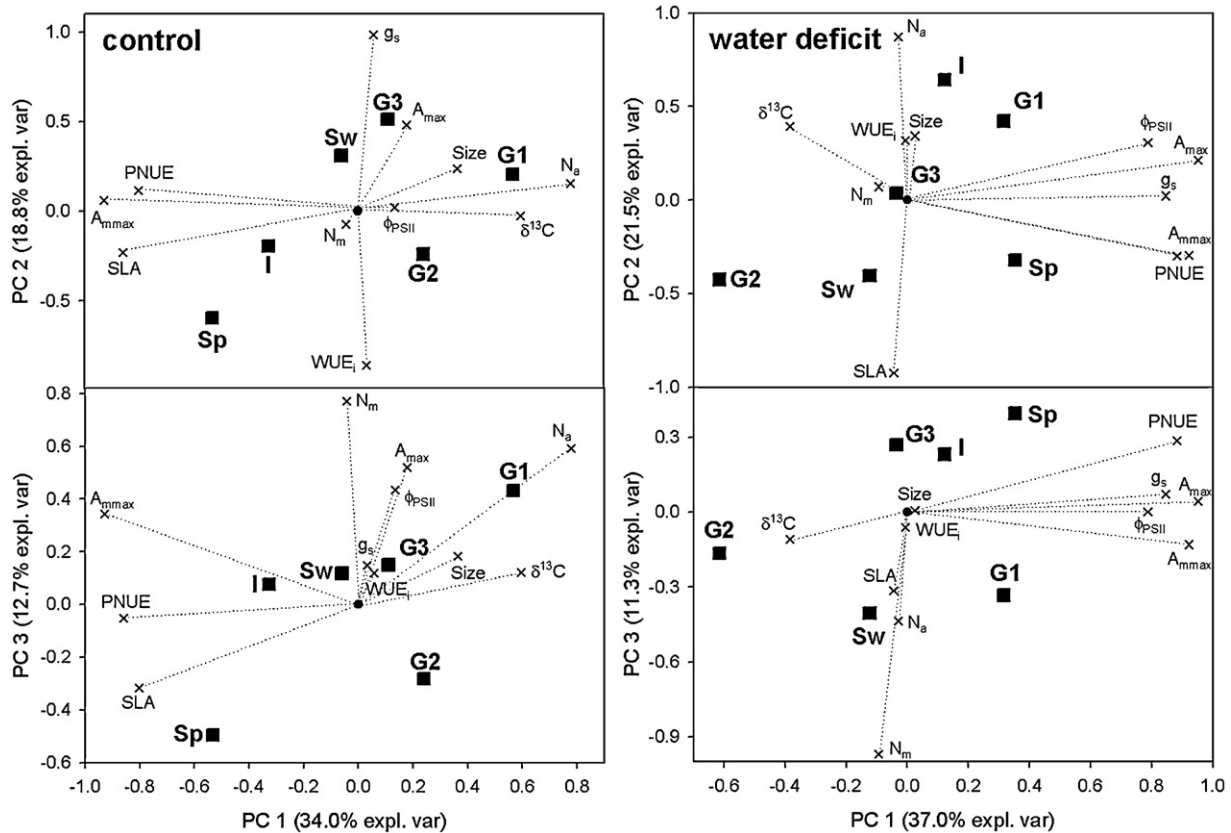 control
PC 2 (18.8% expl. var)
1.0
0.5
0.0
-0.5
gs
G3
Amax
Sw
Size
G1
Na
PNUE
Ammax
ϕPSII
δ13C
Nm
SLA
I
G2
Sp
WUEi
water deficit
PC 2 (21.5% expl. var)
1.0
0.5
0.0
-0.5
-1.0
Na
I
G1
δ13C
WUEi
Size
ϕPSII
Amax
G3
Nm
gs
Ammax
PNUE
Sp
G2
Sw
SLA
PC 3 (12.7% expl. var)
0.8
0.6
0.4
0.2
0.0
-0.2
-0.4
-0.6
Nm
Na
Amax
G1
Ammax
ϕPSII
gs
G3
Sw
I
WUEi
Size
δ13C
PNUE
G2
SLA
Sp
-1.0 -0.8 -0.6 -0.4 -0.2 0.0 0.2 0.4 0.6 0.8
PC 1 (34.0% expl. var)
PC 3 (11.3% expl. var)
0.3
0.0
-0.3
-0.6
-0.9
Sp
G3
I
PNUE
Size
gs
Amax
δ13C
WUEi
ϕPSII
G2
Ammax
SLA
G1
Sw
Na
Nm
-0.6 -0.4 -0.2 0.0 0.2 0.4 0.6 0.8 1.0
PC 1 (37.0% expl. var)